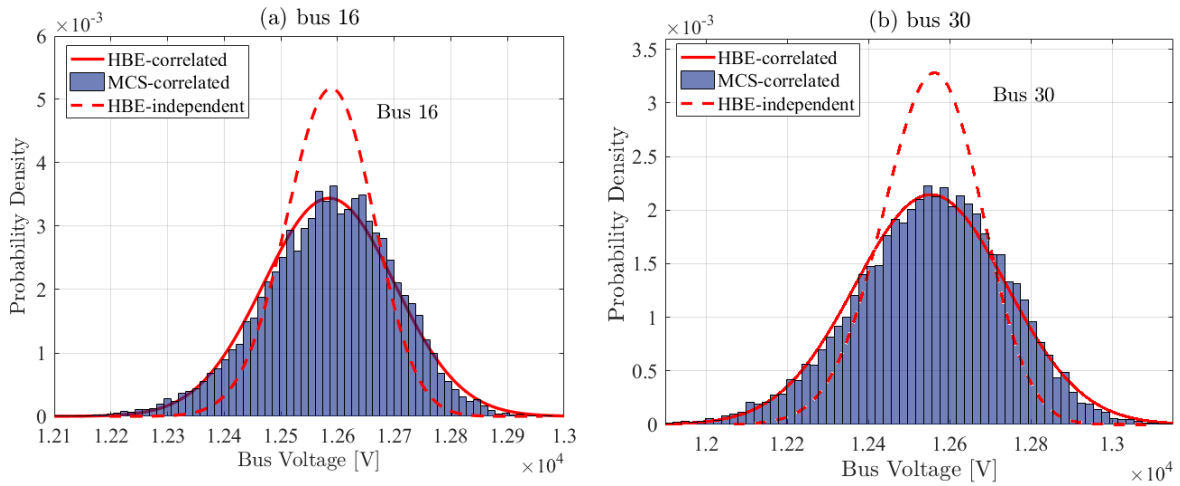 (a) bus 16
×10⁻³
6
5
4
3
2
1
0
Probability Density
HBE-correlated
MCS-correlated
HBE-independent
Bus 16
1.21 1.22 1.23 1.24 1.25 1.26 1.27 1.28 1.29 1.3
Bus Voltage [V]
×10⁴
(b) bus 30
×10⁻³
3.5
3
2.5
2
1.5
1
0.5
0
Probability Density
HBE-correlated
MCS-correlated
HBE-independent
Bus 30
1.2 1.22 1.24 1.26 1.28 1.3
Bus Voltage [V]
×10⁴